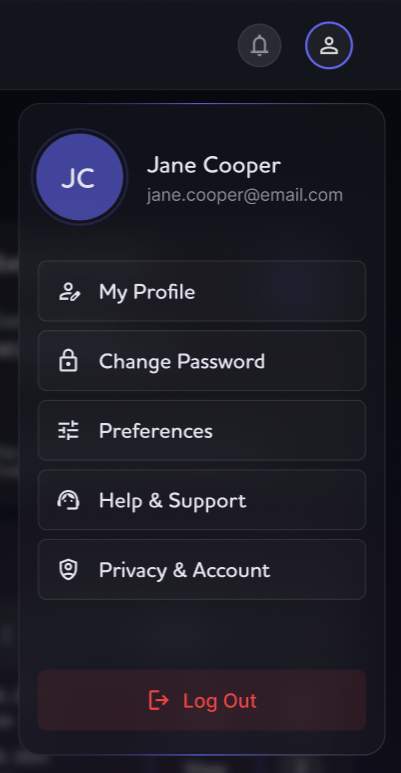 JC
Jane Cooper
jane.cooper@email.com
My Profile
Change Password
Preferences
Help & Support
Privacy & Account
Log Out